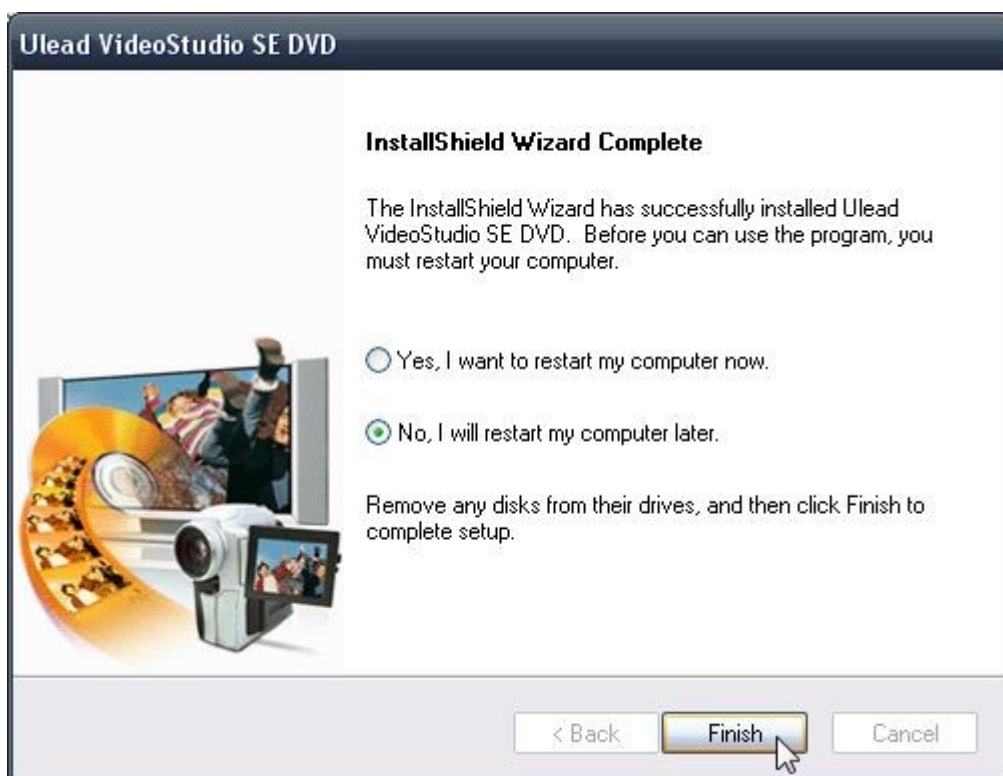 Ulead VideoStudio SE DVD
InstallShield Wizard Complete
The InstallShield Wizard has successfully installed Ulead
VideoStudio SE DVD.  Before you can use the program, you
must restart your computer.
Yes, I want to restart my computer now.
No, I will restart my computer later.
Remove any disks from their drives, and then click Finish to
complete setup.
< Back
Finish
Cancel